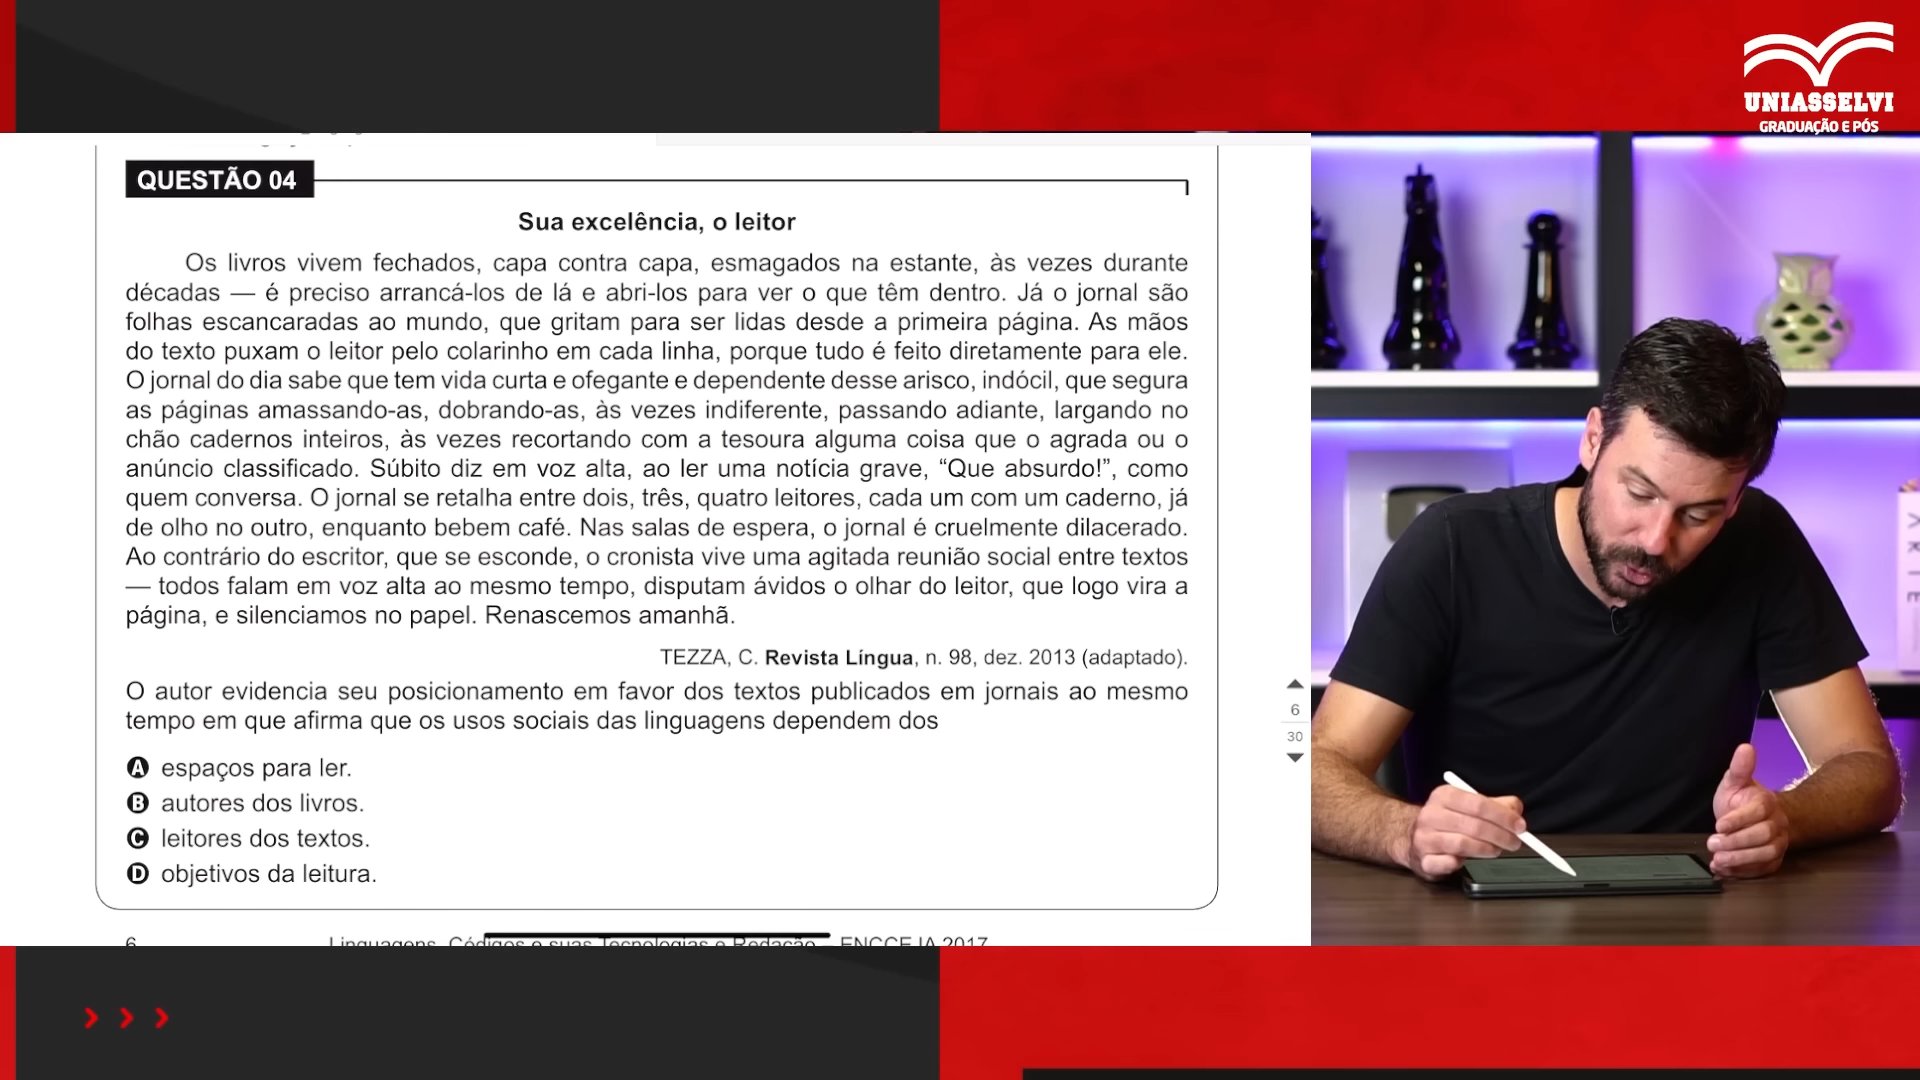 UNIASSELVI
GRADUAÇÃO E PÓS
QUESTÃO 04
Sua excelência, o leitor
Os livros vivem fechados, capa contra capa, esmagados na estante, às vezes durante
décadas — é preciso arrancá-los de lá e abri-los para ver o que têm dentro. Já o jornal são
folhas escancaradas ao mundo, que gritam para ser lidas desde a primeira página. As mãos
do texto puxam o leitor pelo colarinho em cada linha, porque tudo é feito diretamente para ele.
O jornal do dia sabe que tem vida curta e ofegante e dependente desse arisco, indócil, que segura
as páginas amassando-as, dobrando-as, às vezes indiferente, passando adiante, largando no
chão cadernos inteiros, às vezes recortando com a tesoura alguma coisa que o agrada ou o
anúncio classificado. Súbito diz em voz alta, ao ler uma notícia grave, “Que absurdo!”, como
quem conversa. O jornal se retalha entre dois, três, quatro leitores, cada um com um caderno, já
de olho no outro, enquanto bebem café. Nas salas de espera, o jornal é cruelmente dilacerado.
Ao contrário do escritor, que se esconde, o cronista vive uma agitada reunião social entre textos
— todos falam em voz alta ao mesmo tempo, disputam ávidos o olhar do leitor, que logo vira a
página, e silenciamos no papel. Renascemos amanhã.
TEZZA, C. Revista Língua, n. 98, dez. 2013 (adaptado).
O autor evidencia seu posicionamento em favor dos textos publicados em jornais ao mesmo
tempo em que afirma que os usos sociais das linguagens dependem dos
A espaços para ler.
B autores dos livros.
C leitores dos textos.
D objetivos da leitura.
6
30
6 Linguagens, Códigos e suas Tecnologias e Redação ENCCEJA 2017